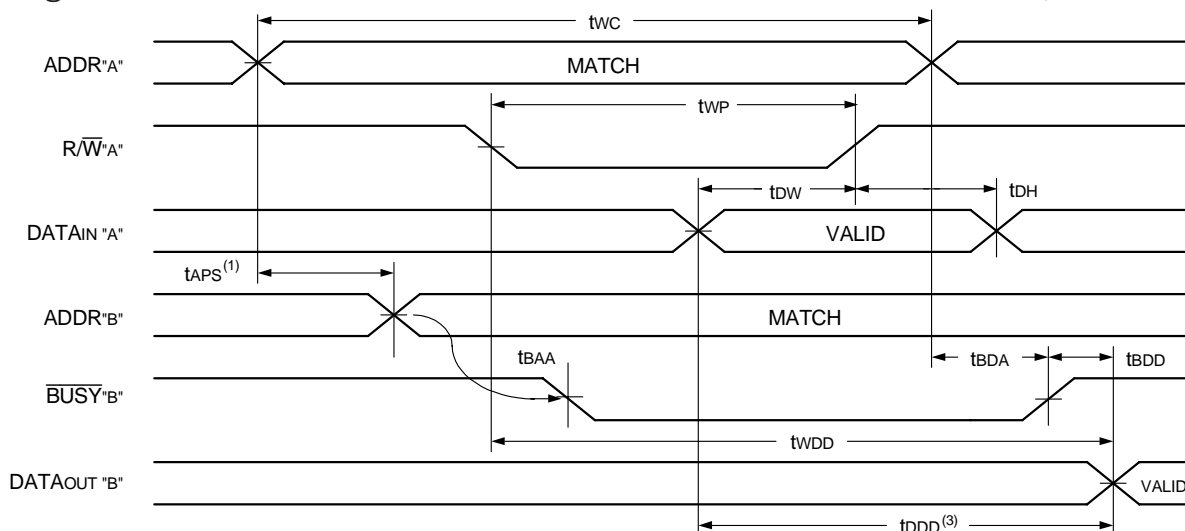 tWC
ADDR"A" MATCH
tWP
R/W"A"
tDW tDH
DATAIN "A" VALID
tAPS(1)
ADDR"B" MATCH
tBAA tBDA tBDD
BUSY"B"
tWDD
DATAOUT "B" VALID
tDDD(3)